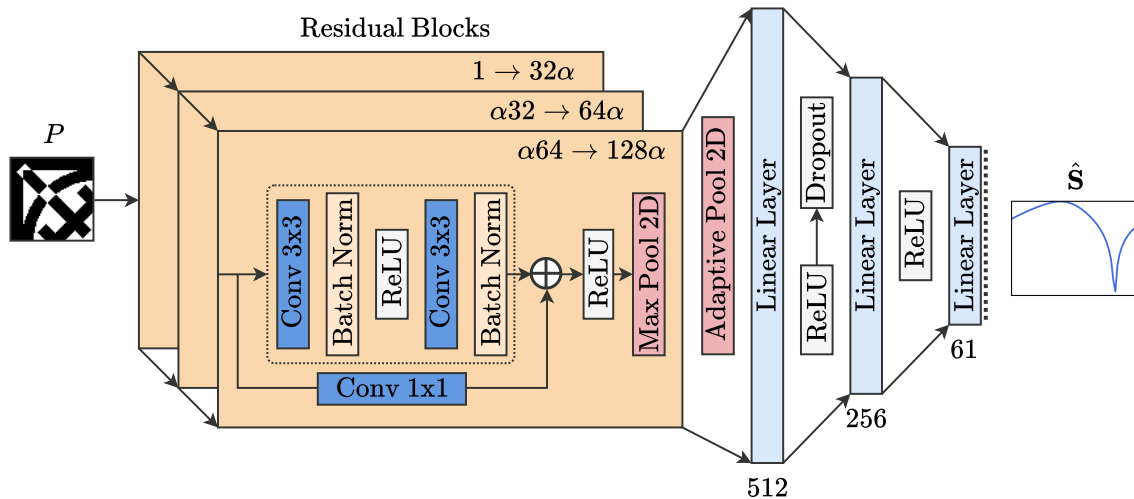 Residual Blocks
1 → 32α
α32 → 64α
α64 → 128α
P
Conv 3x3
Batch Norm
ReLU
Conv 3x3
Batch Norm
ReLU
Max Pool 2D
Conv 1x1
Adaptive Pool 2D
Linear Layer
512
ReLU
Dropout
Linear Layer
256
ReLU
Linear Layer
61
Ŝ